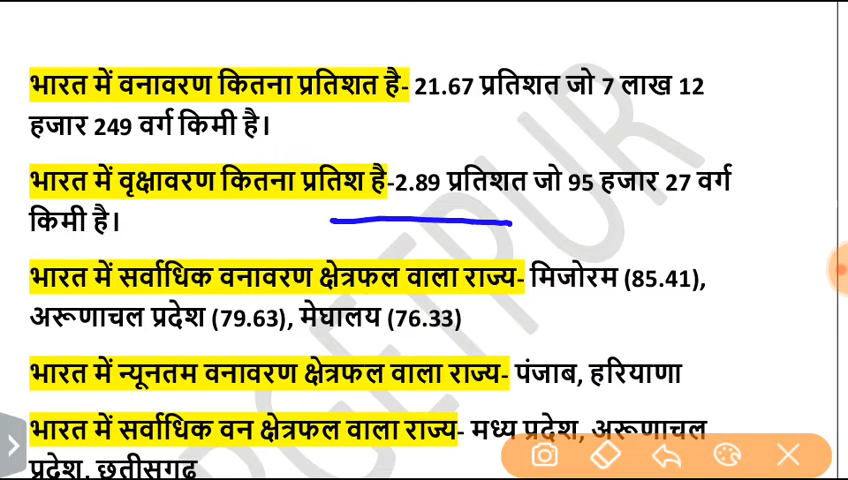 भारत में वनावरण कितना प्रतिशत है- 21.67 प्रतिशत जो 7 लाख 12
हजार 249 वर्ग किमी है।
भारत में वृक्षावरण कितना प्रतिश है-2.89 प्रतिशत जो 95 हजार 27 वर्ग
किमी है।
भारत में सर्वाधिक वनावरण क्षेत्रफल वाला राज्य- मिजोरम (85.41),
अरूणाचल प्रदेश (79.63), मेघालय (76.33)
भारत में न्यूनतम वनावरण क्षेत्रफल वाला राज्य- पंजाब, हरियाणा
भारत में सर्वाधिक वन क्षेत्रफल वाला राज्य- मध्य प्रदेश, अरूणाचल
प्रदेश, छतीसगढ